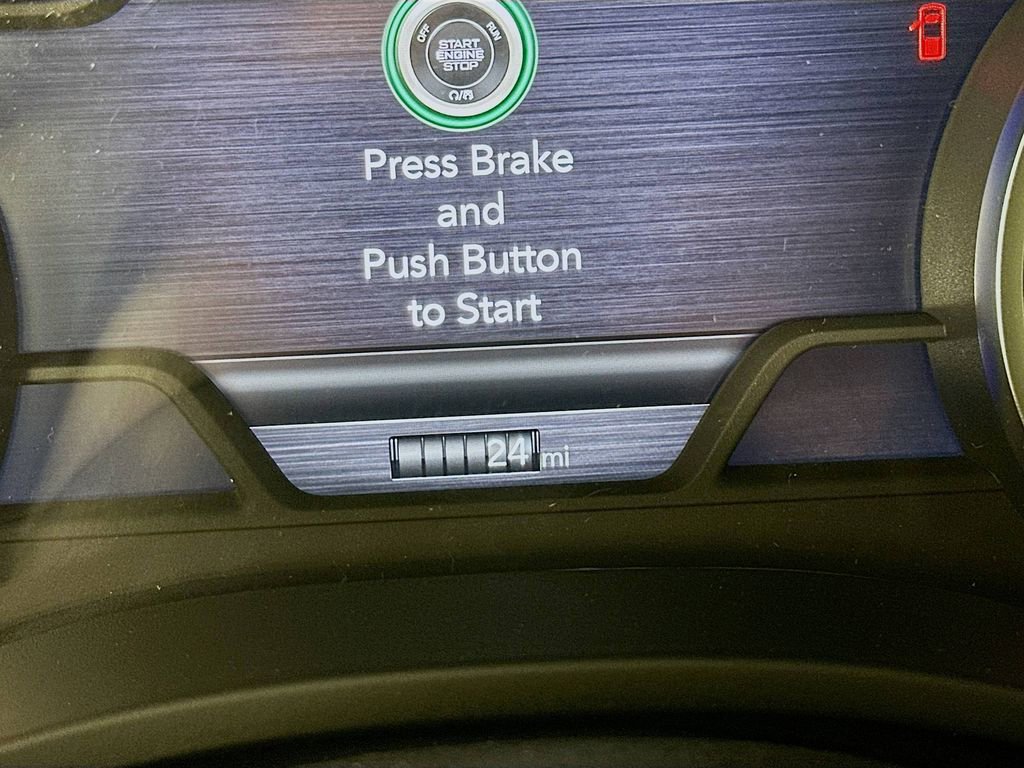 OFF
RUN
START
ENGINE
STOP
Press Brake
and
Push Button
to Start
24 mi